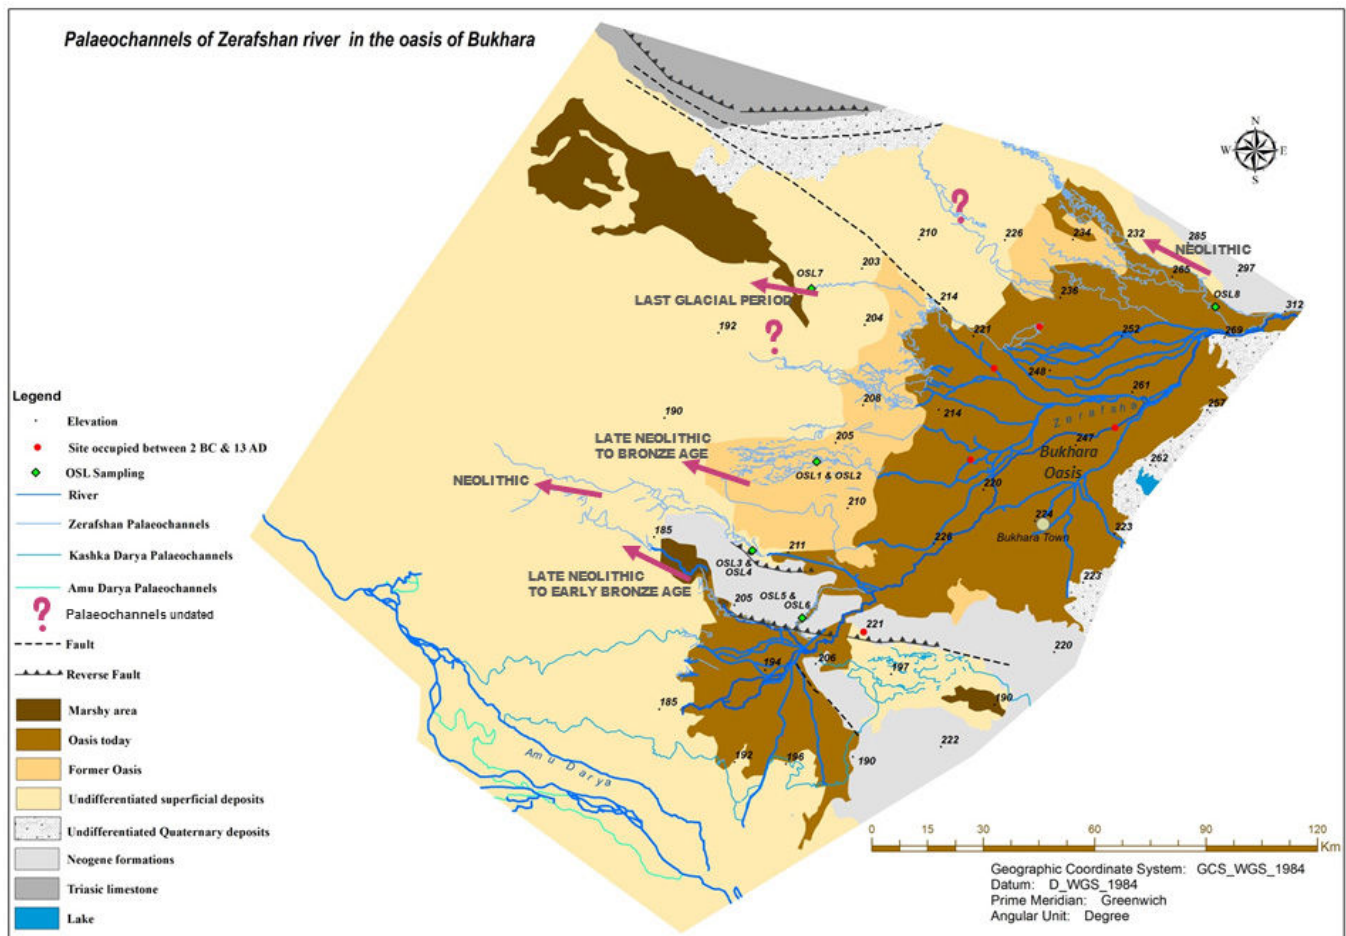 Palaeochannels of Zerafshan river in the oasis of Bukhara
N
W E
S
285
232
234
226
210
NEOLITHIC
203
OSL7
265
297
LAST GLACIAL PERIOD
236
OSL8
214
312
204
192
221
252
269
248
261
257
208
214
190
Zerafsha
205
247
LATE NEOLITHIC
TO BRONZE AGE
Bukhara
Oasis
262
OSL1 & OSL2
NEOLITHIC
220
210
224
223
185
Bukhara Town
226
211
OSL3 &
OSL4
LATE NEOLITHIC
TO EARLY BRONZE AGE
223
OSL5 &
OSL6
205
221
220
194
206
197
190
185
222
192
196
190
Amu Darya
Legend
Elevation
Site occupied between 2 BC & 13 AD
OSL Sampling
River
Zerafshan Palaeochannels
Kashka Darya Palaeochannels
Amu Darya Palaeochannels
? Palaeochannels undated
Fault
Reverse Fault
Marshy area
Oasis today
Former Oasis
Undifferentiated superficial deposits
Undifferentiated Quaternary deposits
Neogene formations
Triasic limestone
Lake
0 15 30 60 90 120
Km
Geographic Coordinate System: GCS_WGS_1984
Datum: D_WGS_1984
Prime Meridian: Greenwich
Angular Unit: Degree